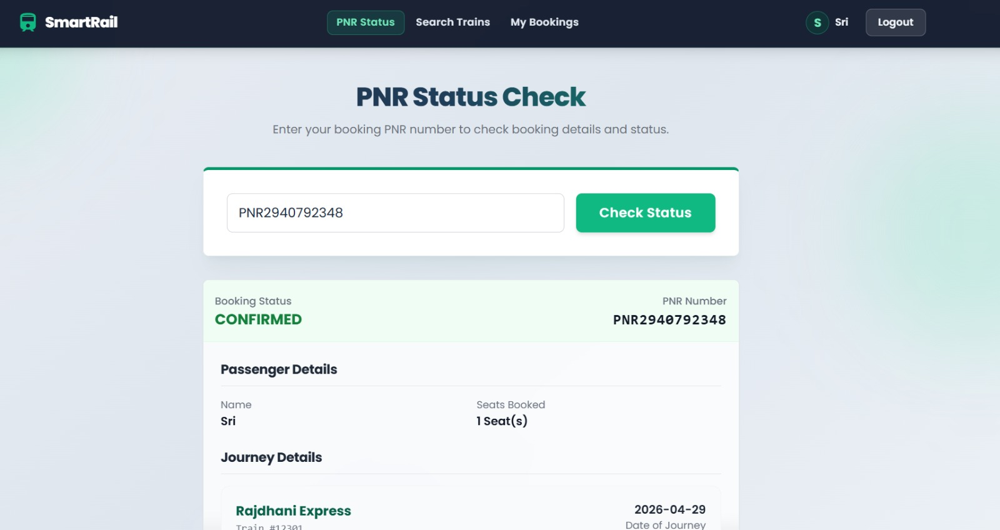 SmartRail
PNR Status
Search Trains
My Bookings
S
Sri
Logout
PNR Status Check
Enter your booking PNR number to check booking details and status.
PNR2940792348
Check Status
Booking Status
PNR Number
CONFIRMED
PNR2940792348
Passenger Details
Name
Seats Booked
Sri
1 Seat(s)
Journey Details
Rajdhani Express
2026-04-29
Train #12301
Date of Journey